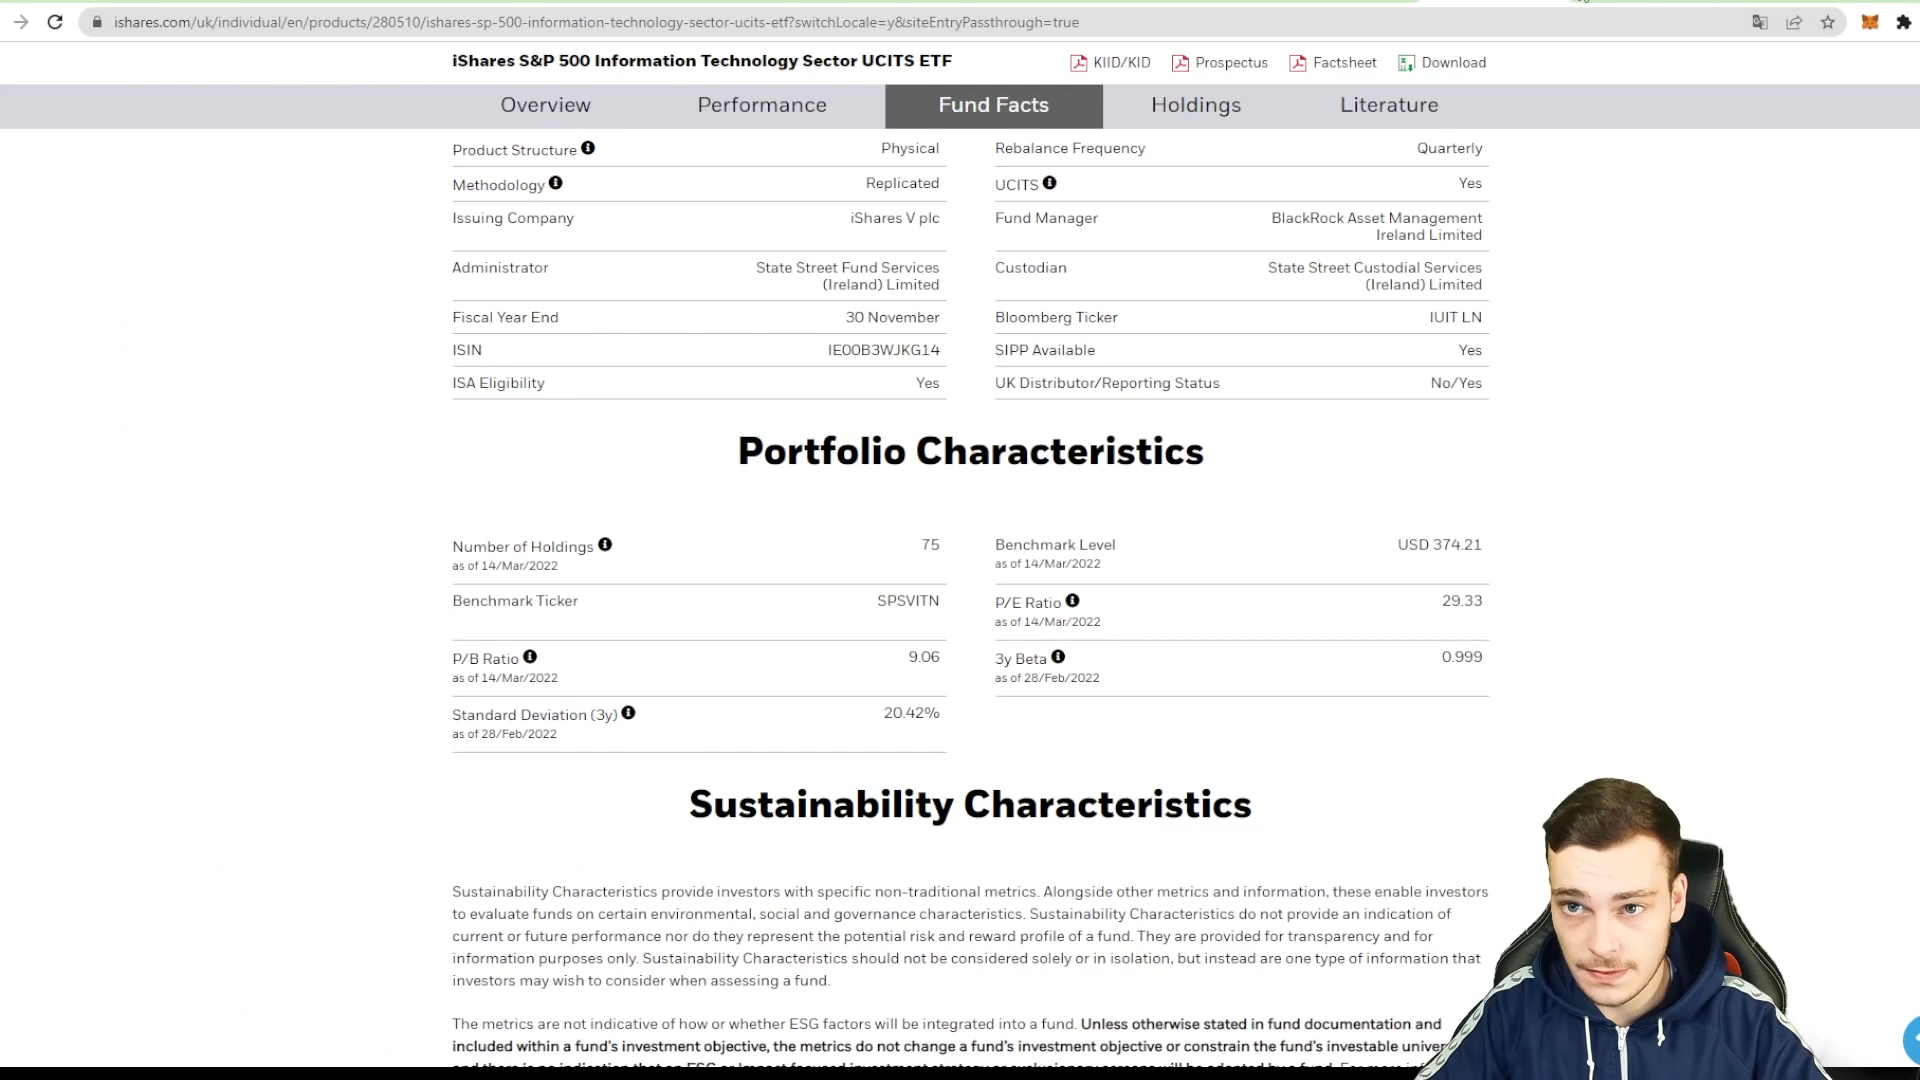 ishares.com/uk/individual/en/products/280510/ishares-sp-500-information-technology-sector-ucits-etf?switchLocale=y&siteEntryPassthrough=true
iShares S&P 500 Information Technology Sector UCITS ETF
KIID/KID Prospectus Factsheet Download
Overview Performance Fund Facts Holdings Literature
Product Structure Physical
Rebalance Frequency Quarterly
Methodology Replicated
UCITS Yes
Issuing Company iShares V plc
Fund Manager BlackRock Asset Management
Ireland Limited
Administrator State Street Fund Services
(Ireland) Limited
Custodian State Street Custodial Services
(Ireland) Limited
Fiscal Year End 30 November
Bloomberg Ticker IUIT LN
ISIN IE00B3WJKG14
SIPP Available Yes
ISA Eligibility Yes
UK Distributor/Reporting Status No/Yes
Portfolio Characteristics
Number of Holdings 75
as of 14/Mar/2022
Benchmark Level USD 374.21
as of 14/Mar/2022
Benchmark Ticker SPSVITN
P/E Ratio 29.33
as of 14/Mar/2022
P/B Ratio 9.06
as of 14/Mar/2022
3y Beta 0.999
as of 28/Feb/2022
Standard Deviation (3y) 20.42%
as of 28/Feb/2022
Sustainability Characteristics
Sustainability Characteristics provide investors with specific non-traditional metrics. Alongside other metrics and information, these enable investors
to evaluate funds on certain environmental, social and governance characteristics. Sustainability Characteristics do not provide an indication of
current or future performance nor do they represent the potential risk and reward profile of a fund. They are provided for transparency and for
information purposes only. Sustainability Characteristics should not be considered solely or in isolation, but instead are one type of information that
investors may wish to consider when assessing a fund.
The metrics are not indicative of how or whether ESG factors will be integrated into a fund. Unless otherwise stated in fund documentation and
included within a fund's investment objective, the metrics do not change a fund's investment objective or constrain the fund's investable